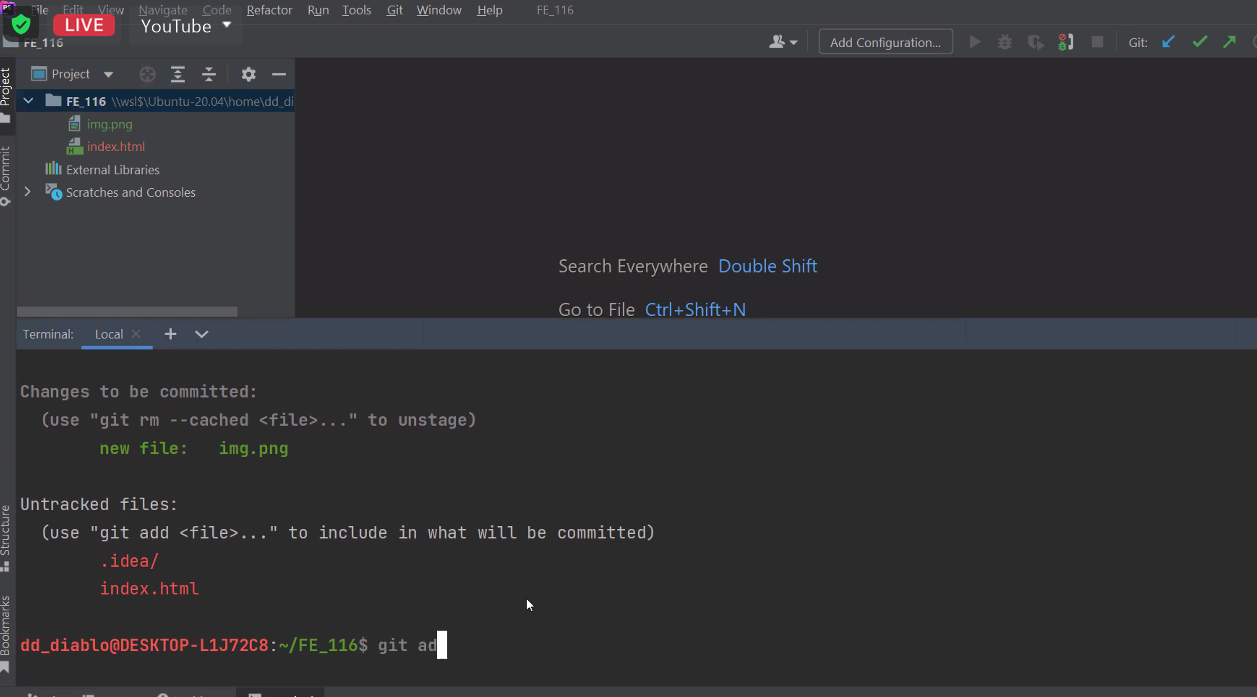 File Edit View Navigate Code Refactor Run Tools Git Window Help FE_116
LIVE YouTube
FE_116
Add Configuration... Git:
Project
Project
FE_116 \\wsl$\Ubuntu-20.04\home\dd_di
img.png
index.html
Commit
External Libraries
Scratches and Consoles
Search Everywhere Double Shift
Go to File Ctrl+Shift+N
Terminal: Local
Changes to be committed:
(use "git rm --cached <file>..." to unstage)
new file: img.png
Untracked files:
(use "git add <file>..." to include in what will be committed)
.idea/
index.html
Structure
Bookmarks
dd_diablo@DESKTOP-L1J72C8:~/FE_116$ git ad